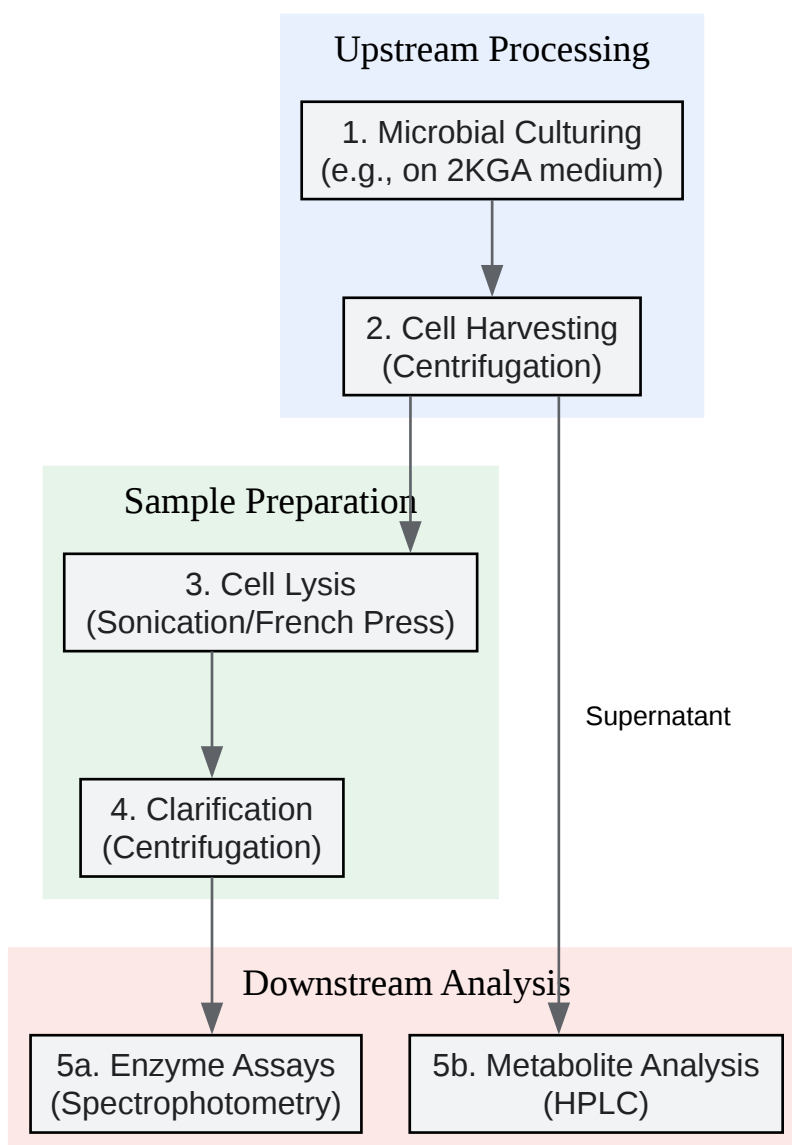 Upstream Processing
1. Microbial Culturing
(e.g., on 2KGA medium)
2. Cell Harvesting
(Centrifugation)
Sample Preparation
3. Cell Lysis
(Sonication/French Press)
Supernatant
4. Clarification
(Centrifugation)
Downstream Analysis
5a. Enzyme Assays
(Spectrophotometry)
5b. Metabolite Analysis
(HPLC)